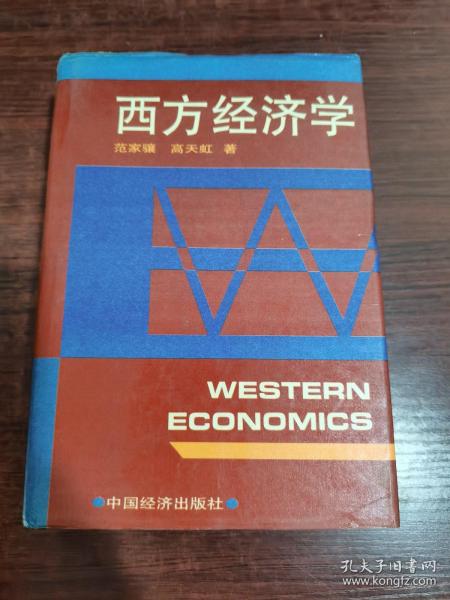 西方经济学
范家骧 高天虹 著
WESTERN
ECONOMICS
中国经济出版社
孔夫子旧书网
www.kongfz.com